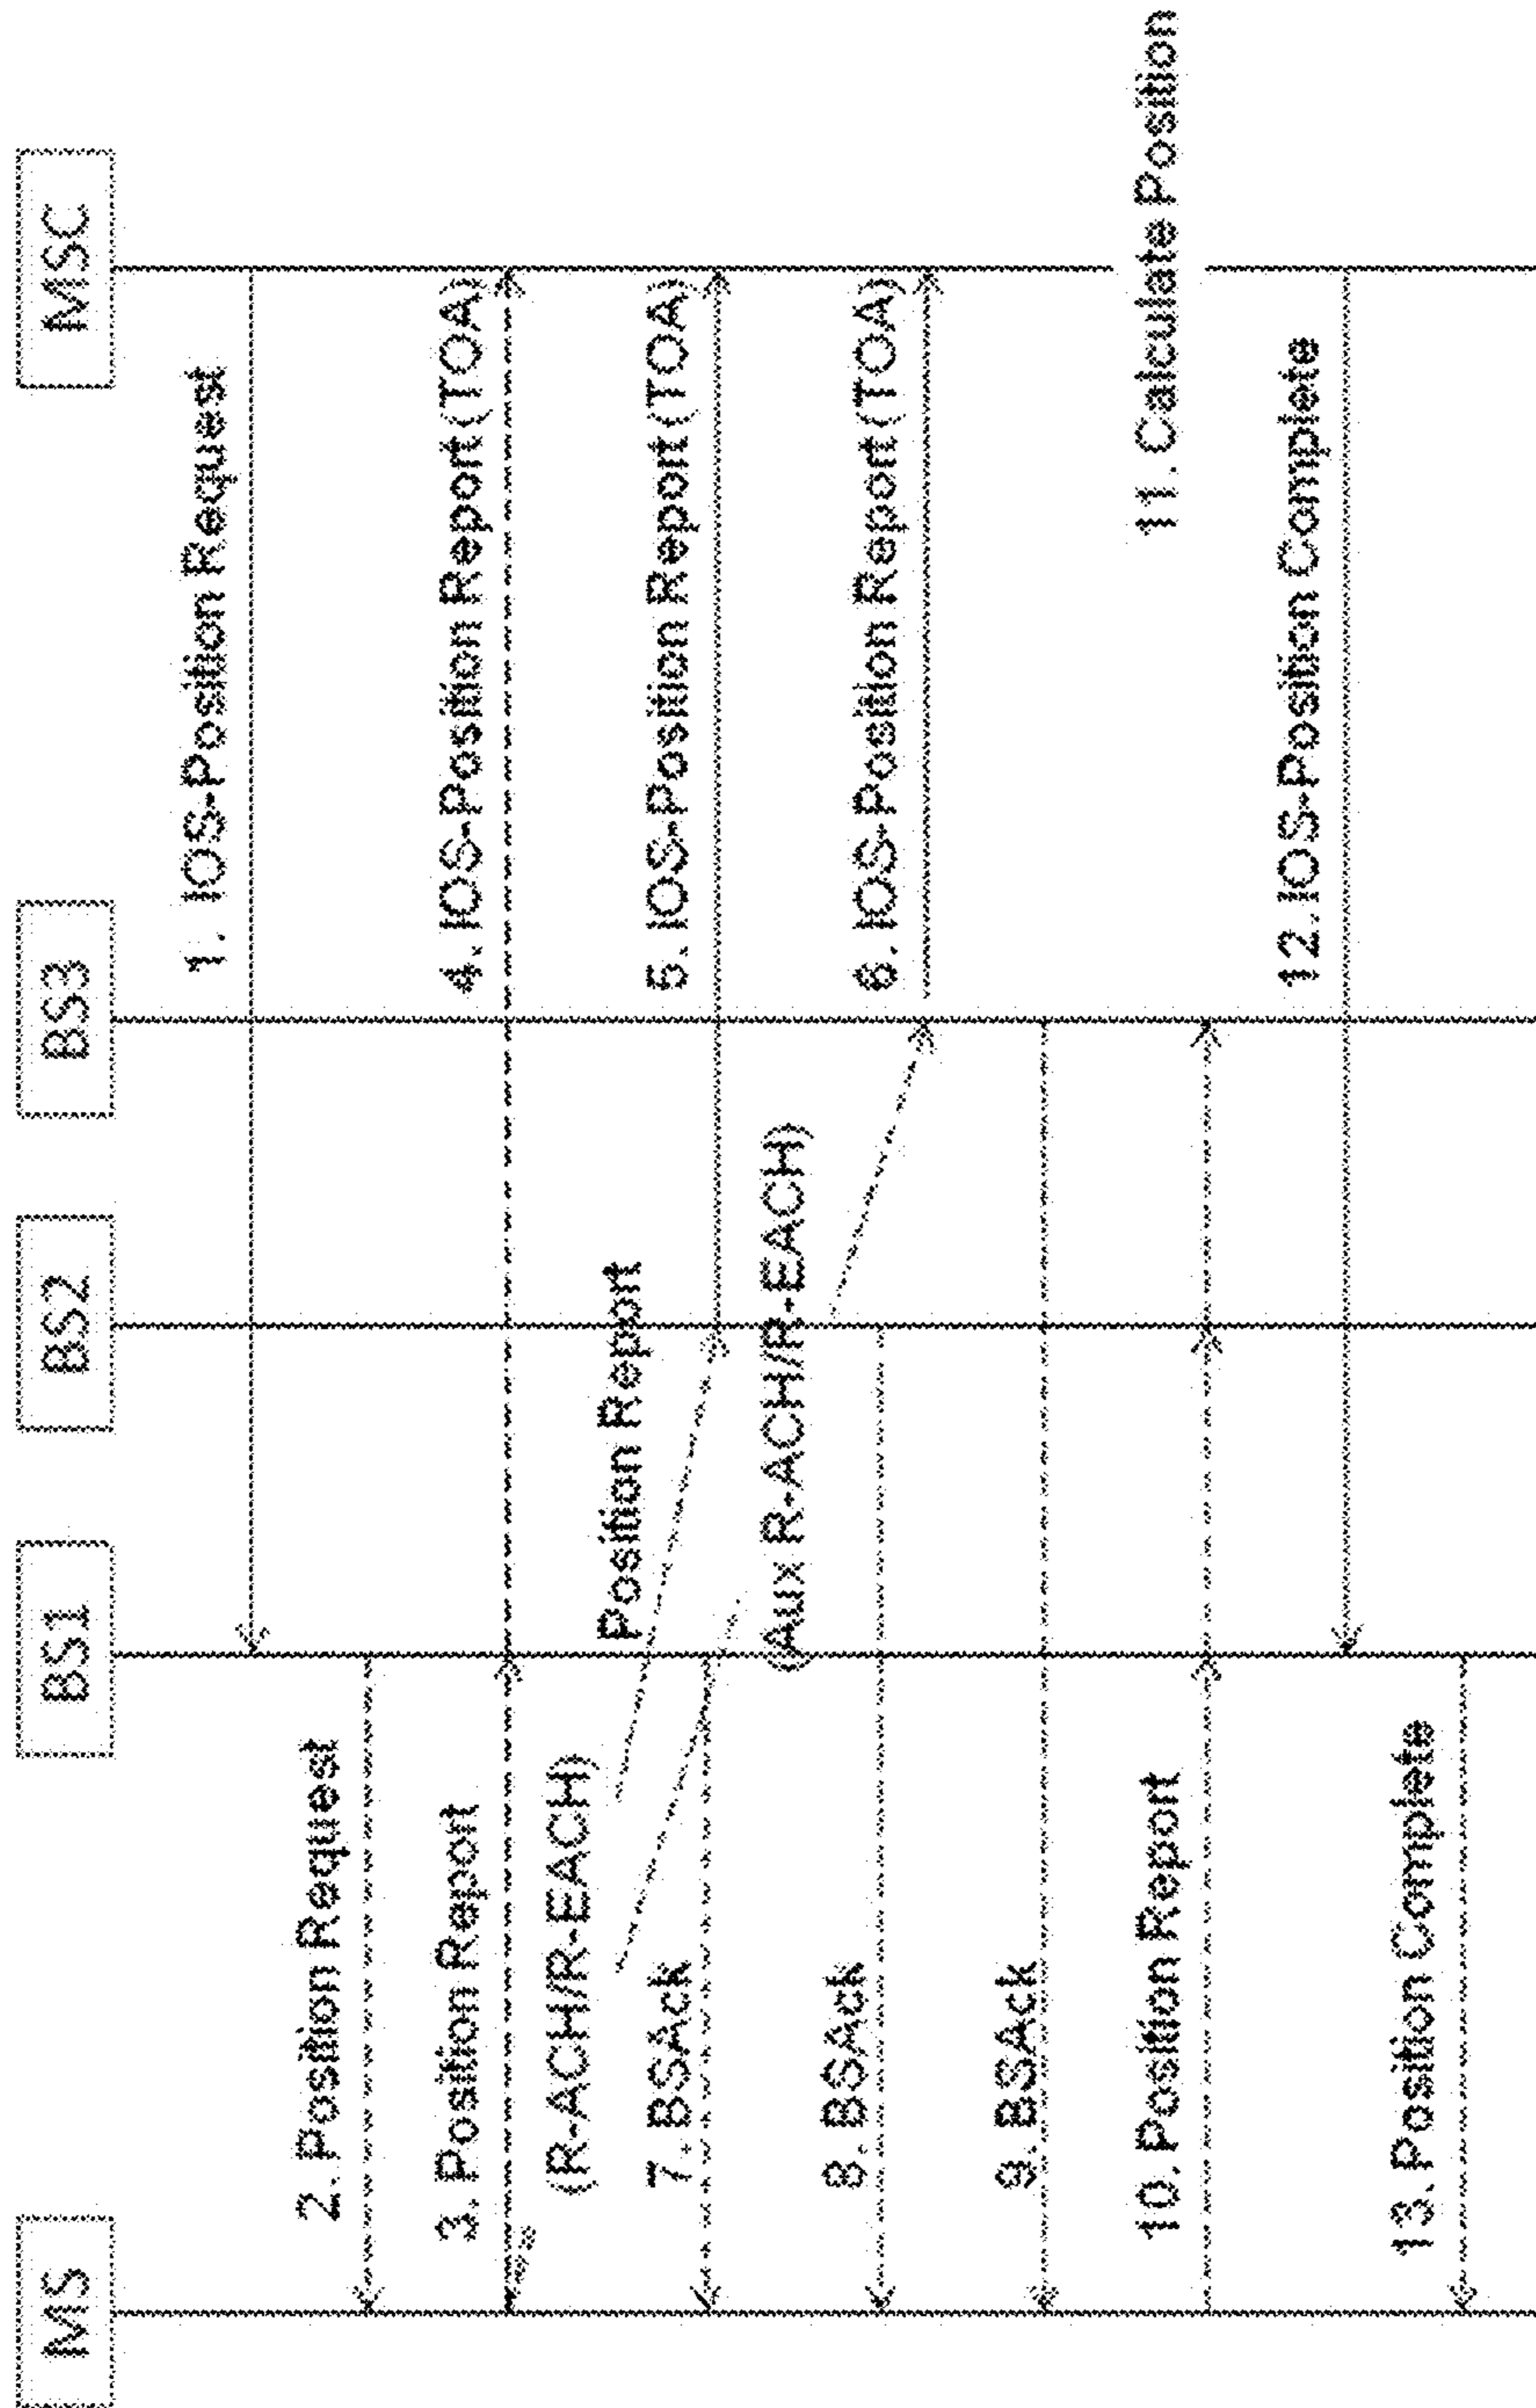 MS
BS1
BS2
BS3
MSC
1. IOS-Position Request
2. Position Request
3. Position Report
4. IOS-Position Report (TOA)
(R-ACH/R-EACH)
Position Report
5. IOS-Position Report (TOA)
7. BSAck
(Aux R-ACH/R-EACH)
6. IOS-Position Report (TOA)
8. BSAck
9. BSAck
10. Position Report
11. Calculate Position
12. IOS-Position Complete
13. Position Complete